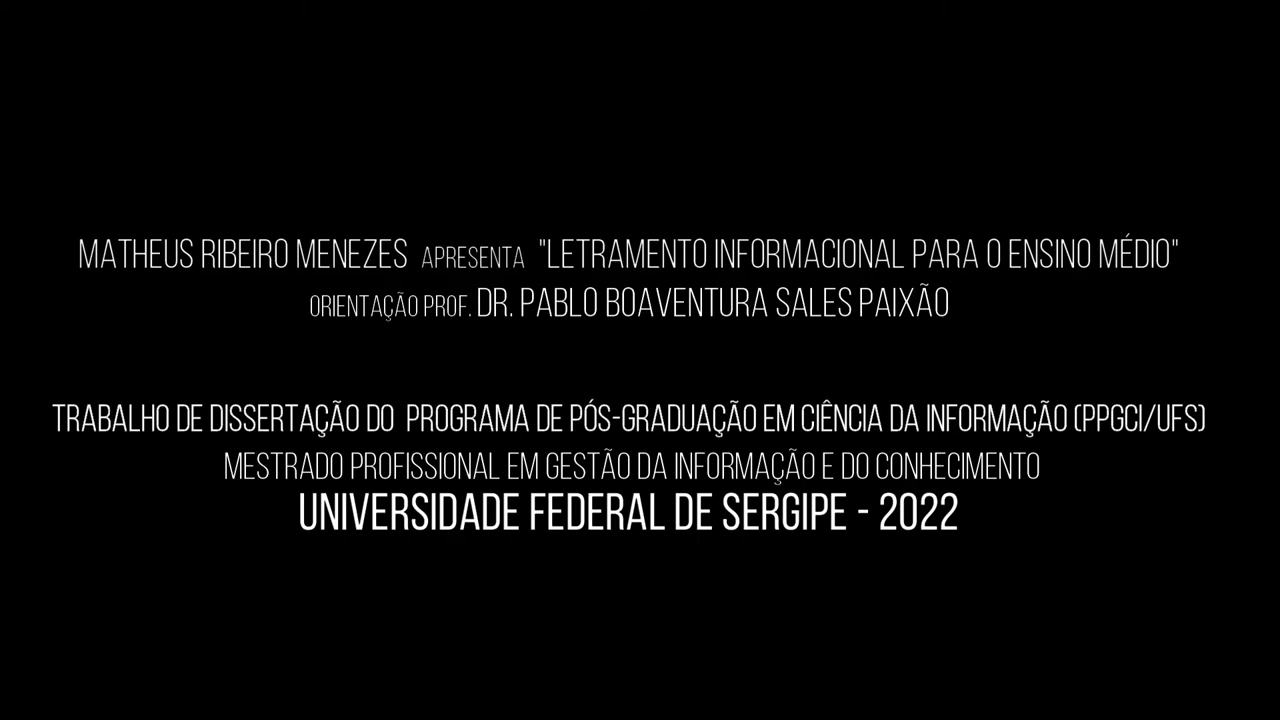 MATHEUS RIBEIRO MENEZES APRESENTA "LETRAMENTO INFORMACIONAL PARA O ENSINO MÉDIO"
ORIENTAÇÃO PROF. DR. PABLO BOAVENTURA SALES PAIXÃO
TRABALHO DE DISSERTAÇÃO DO PROGRAMA DE PÓS-GRADUAÇÃO EM CIÊNCIA DA INFORMAÇÃO (PPGCI/UFS)
MESTRADO PROFISSIONAL EM GESTÃO DA INFORMAÇÃO E DO CONHECIMENTO
UNIVERSIDADE FEDERAL DE SERGIPE - 2022